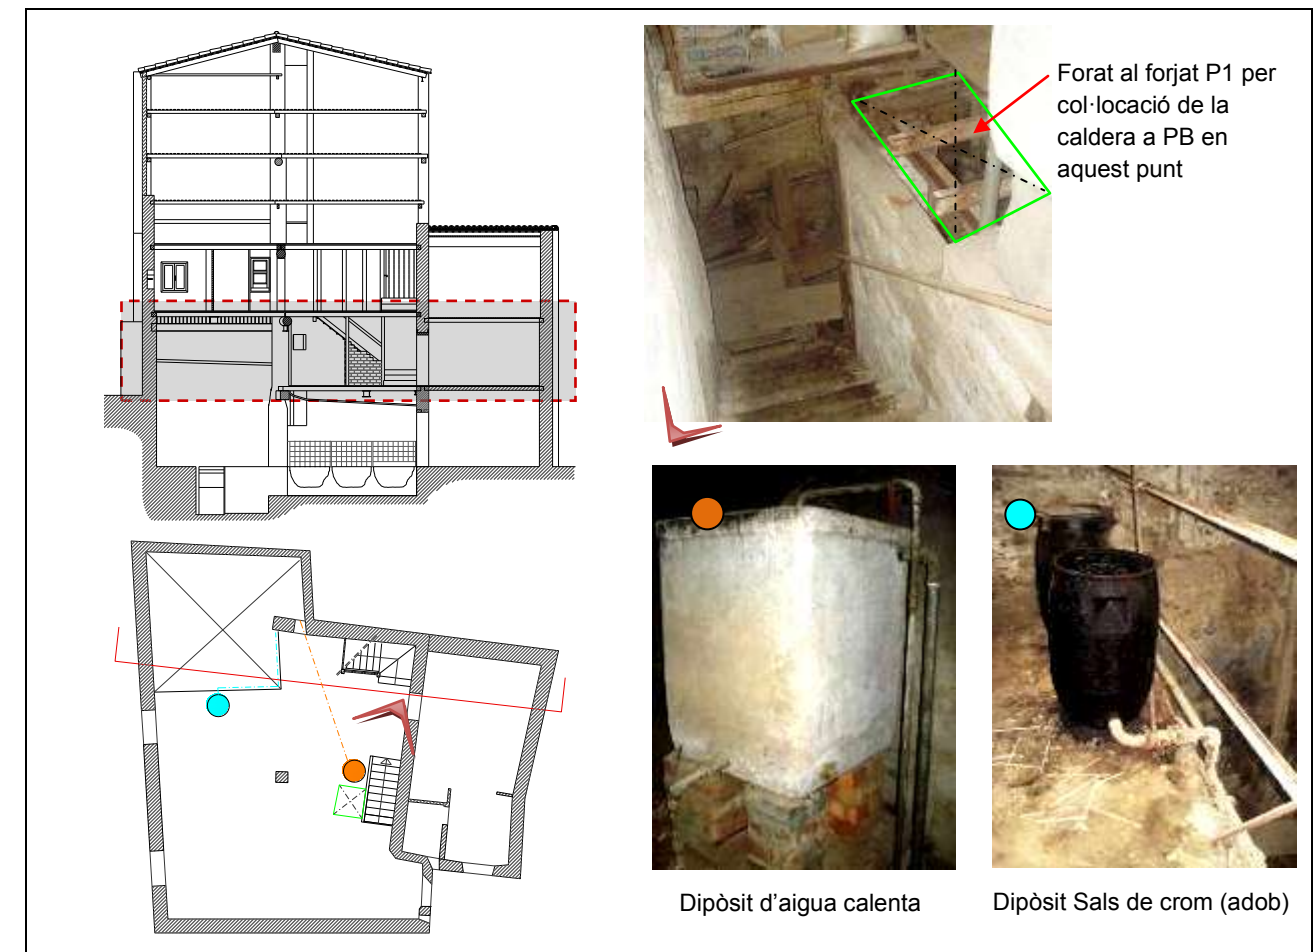 Forat al forjat P1 per
col·locació de la
caldera a PB en
aquest punt
Dipòsit d'aigua calenta
Dipòsit Sals de crom (adob)